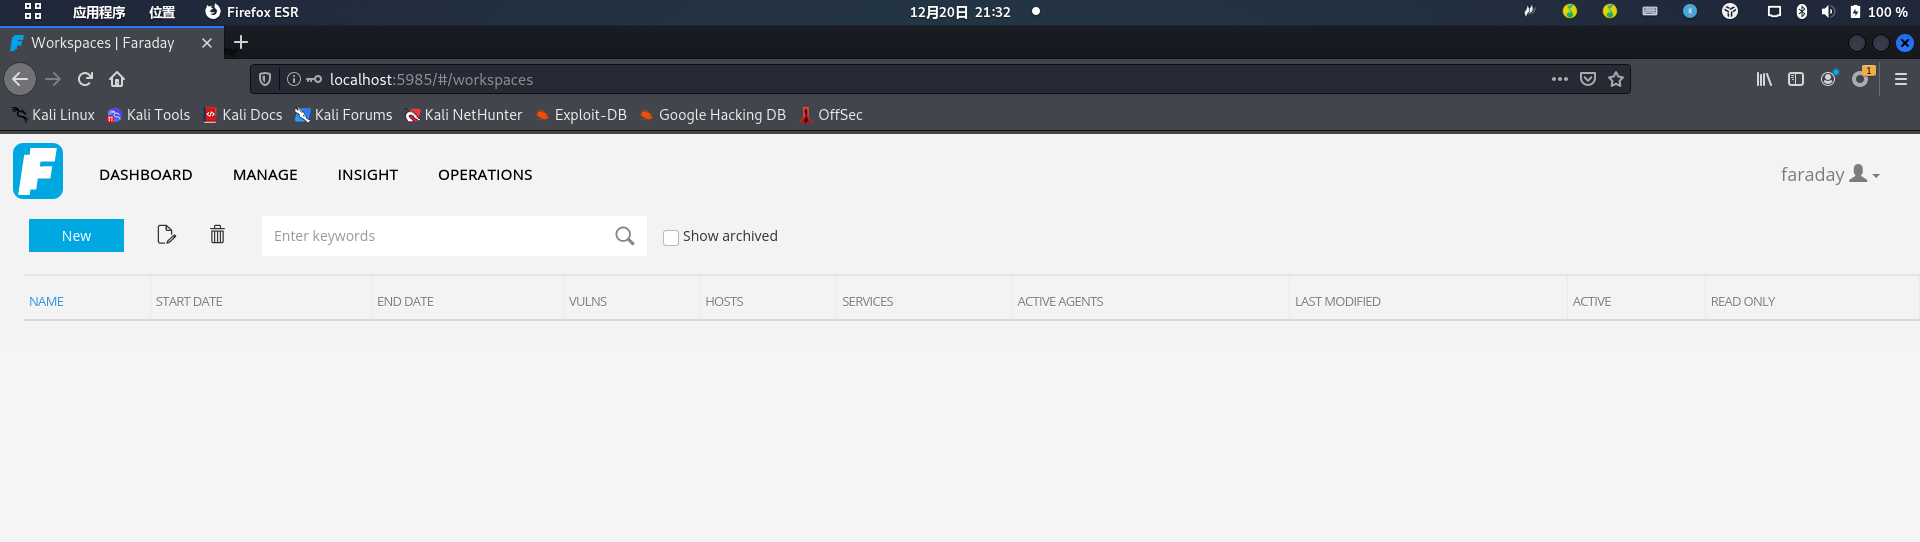 应用程序 位置 Firefox ESR 12月20日 21:32 100 %
Workspaces | Faraday
localhost:5985/#/workspaces 1
Kali Linux Kali Tools Kali Docs Kali Forums Kali NetHunter Exploit-DB Google Hacking DB OffSec
F DASHBOARD MANAGE INSIGHT OPERATIONS faraday
New Enter keywords Show archived
NAME START DATE END DATE VULNS HOSTS SERVICES ACTIVE AGENTS LAST MODIFIED ACTIVE READ ONLY